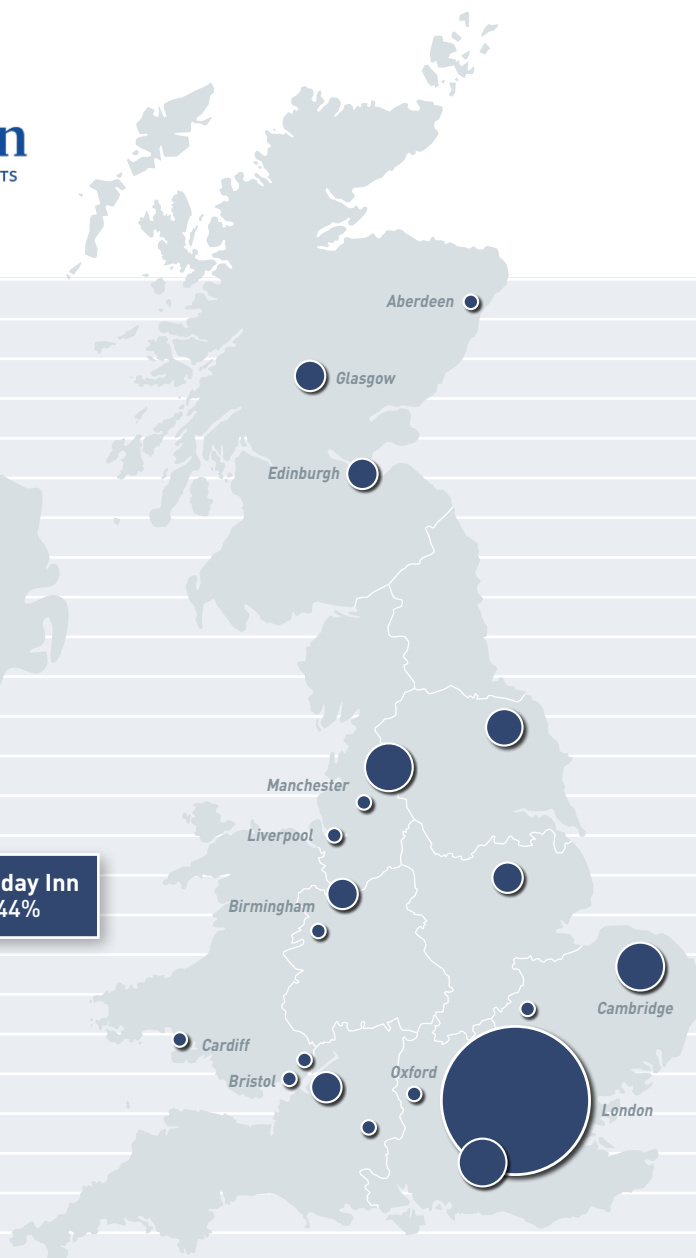 n
TS
Aberdeen
Glasgow
Edinburgh
Manchester
Liverpool
day Inn
44%
Birmingham
Cambridge
Cardiff
Oxford
Bristol
London